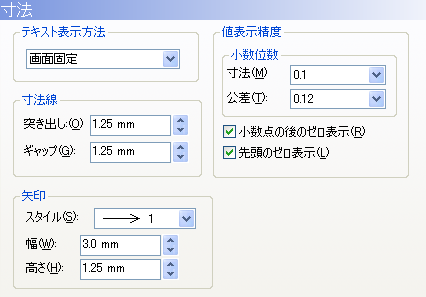 寸法
テキスト表示方法
画面固定
寸法線
突き出し:(O) 1.25 mm
ギャップ(G): 1.25 mm
矢印
スタイル(S): 1
幅(W): 3.0 mm
高さ(H): 1.25 mm
値表示精度
小数位数
寸法(M) 0.1
公差(T): 0.12
小数点の後のゼロ表示(R)
先頭のゼロ表示(L)